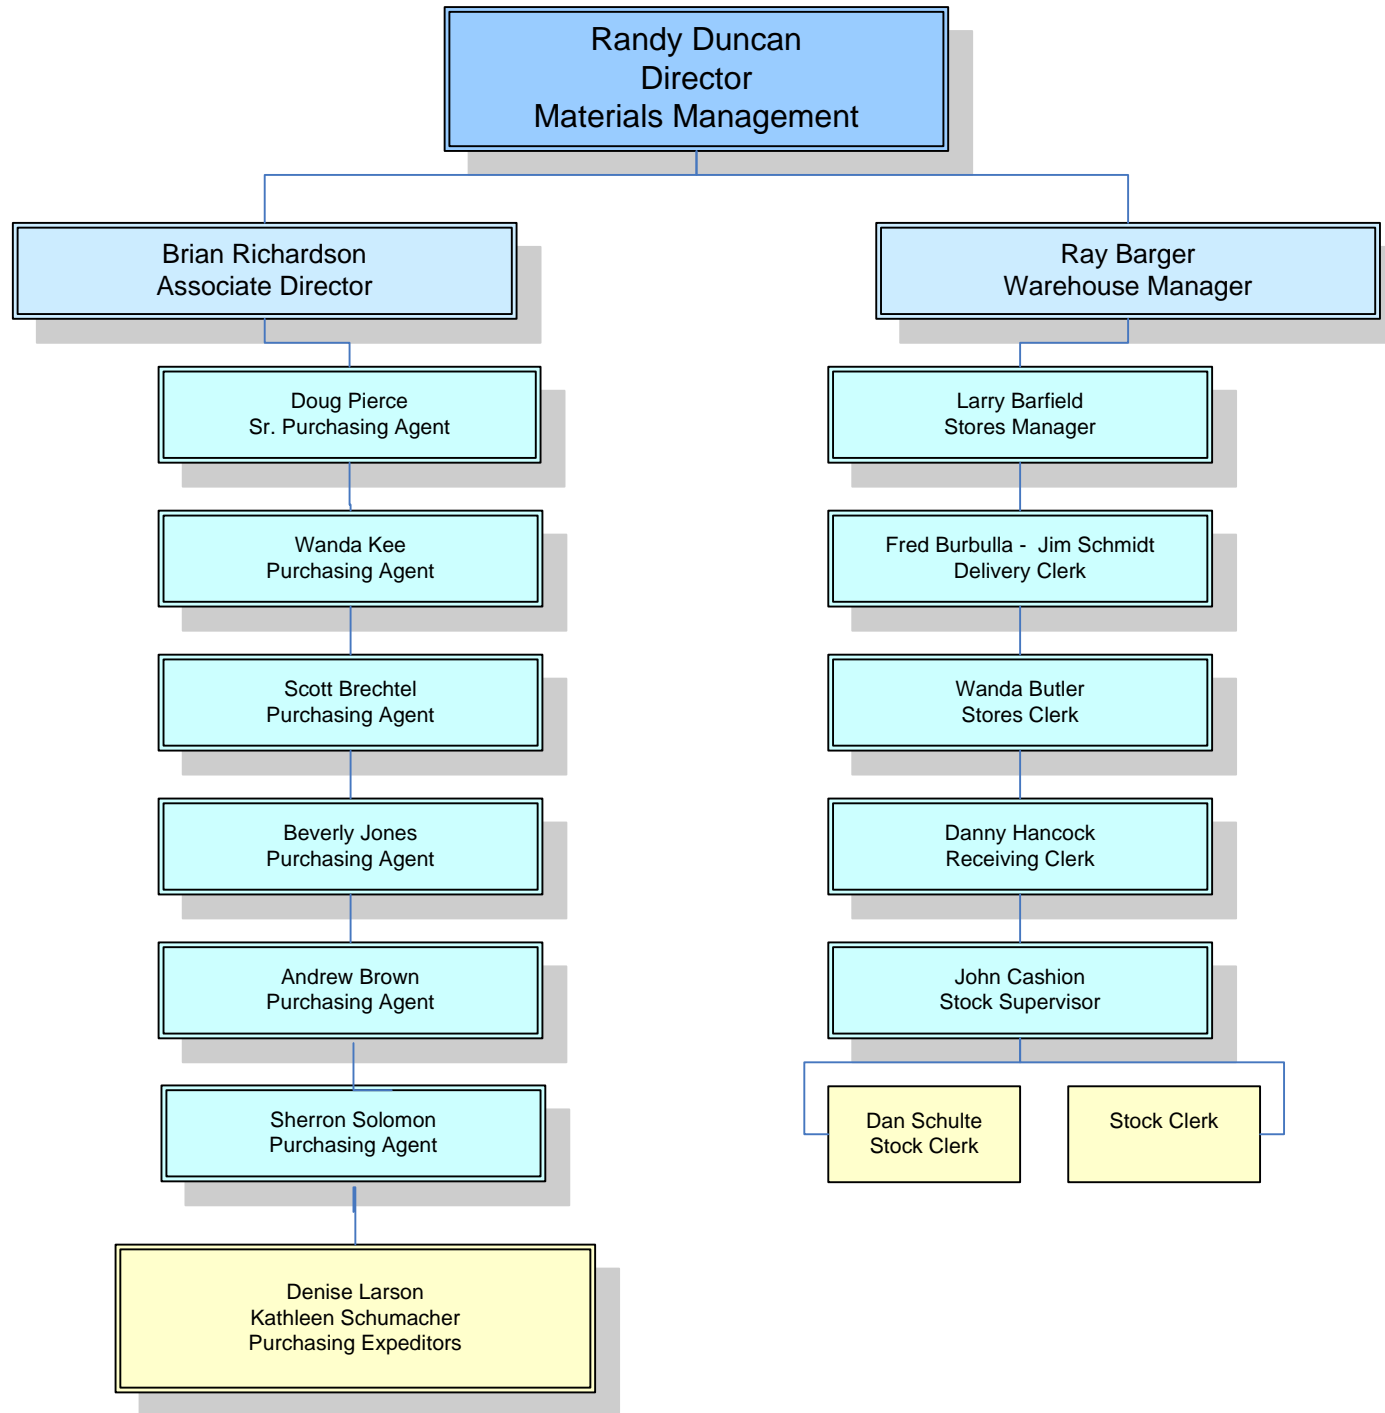 Randy Duncan
Director
Materials Management
Brian Richardson
Associate Director
Ray Barger
Warehouse Manager
Doug Pierce
Sr. Purchasing Agent
Larry Barfield
Stores Manager
Wanda Kee
Purchasing Agent
Fred Burbulla -  Jim Schmidt
Delivery Clerk
Scott Brechtel
Purchasing Agent
Wanda Butler
Stores Clerk
Beverly Jones
Purchasing Agent
Danny Hancock
Receiving Clerk
Andrew Brown
Purchasing Agent
John Cashion
Stock Supervisor
Sherron Solomon
Purchasing Agent
Dan Schulte
Stock Clerk
Stock Clerk
Denise Larson
Kathleen Schumacher
Purchasing Expeditors